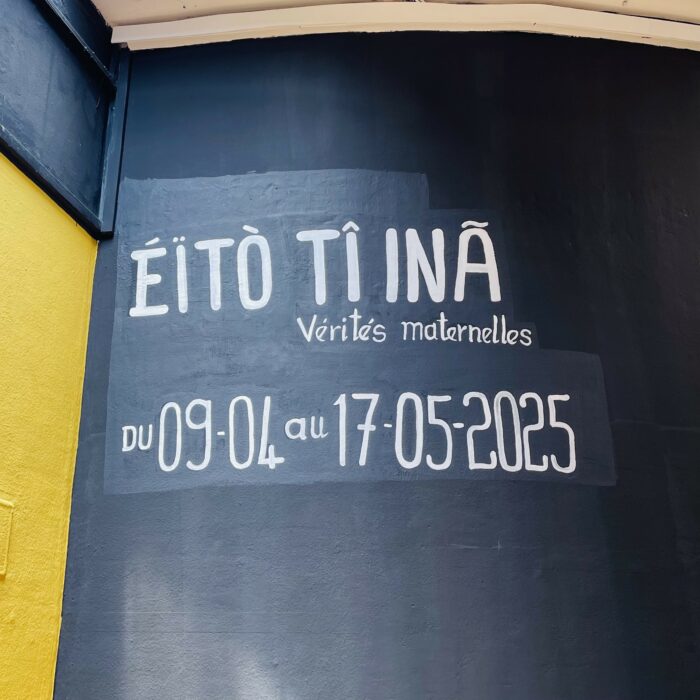 ÉÏTÒ TÎ INÃ
Vérités maternelles
DU 09-04 au 17-05-2025